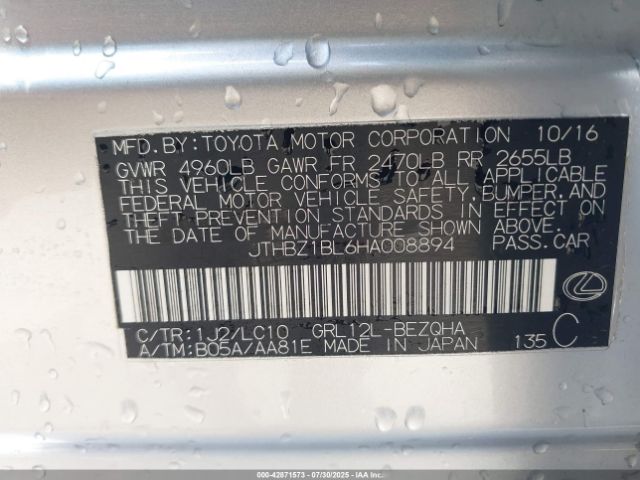 MFD.BY:TOYOTA MOTOR CORPORATION 10/16
GVWR 4960LB GAWR FR 2470LB RR 2655LB
THIS VEHICLE CONFORMS TO ALL APPLICABLE
FEDERAL MOTOR VEHICLE SAFETY,BUMPER,AND
THEFT PREVENTION STANDARDS IN EFFECT ON
THE DATE OF MANUFACTURE SHOWN ABOVE.
JTHBZ1BL6HA008894 PASS.CAR
C/TR:1J2/LC10 GRL12L-BEZQHA
A/TM:B05A/AA81E MADE IN JAPAN 135 C
000-42871573 - 07/30/2025 - IAAI.CA